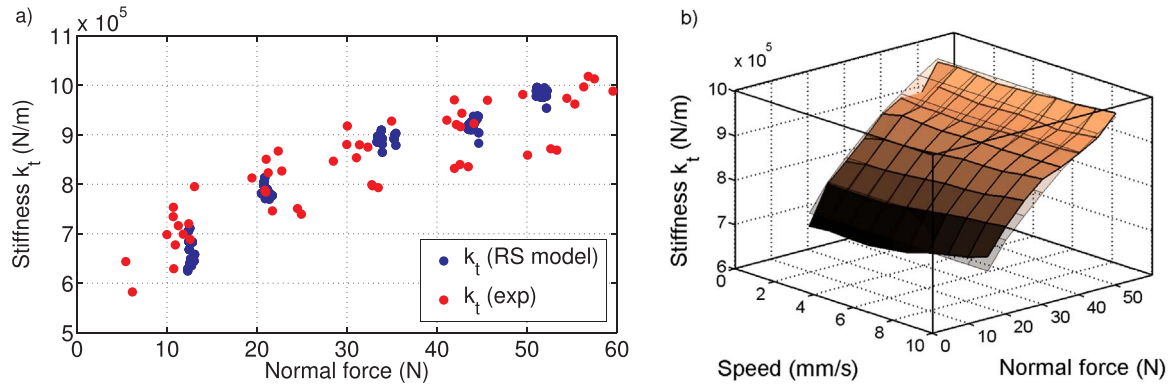 a)
x 10^5
11
10
9
8
7
6
5
0 10 20 30 40 50 60
Stiffness k_t (N/m)
Normal force (N)
k_t (RS model)
k_t (exp)
b)
x 10^5
10
9
8
7
6
Stiffness k_t (N/m)
0 2 4 6 8 10
Speed (mm/s)
0 10 20 30 40 50
Normal force (N)